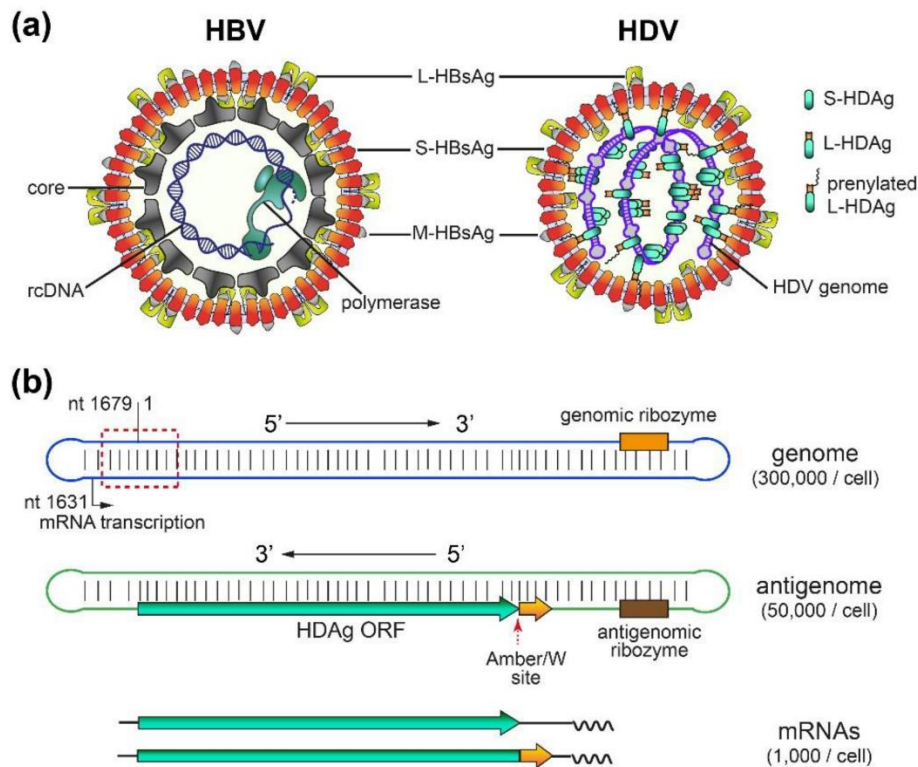 (a)
HBV
HDV
L-HBsAg
S-HBsAg
core
M-HBsAg
rcDNA
polymerase
HDV genome
S-HDAg
L-HDAg
prenylated
L-HDAg
(b)
nt 1679
1
5’
3’
genomic ribozyme
genome
(300,000 / cell)
nt 1631
mRNA transcription
3’
5’
antigenome
(50,000 / cell)
HDAg ORF
antigenomic
ribozyme
Amber/W
site
mRNAs
(1,000 / cell)